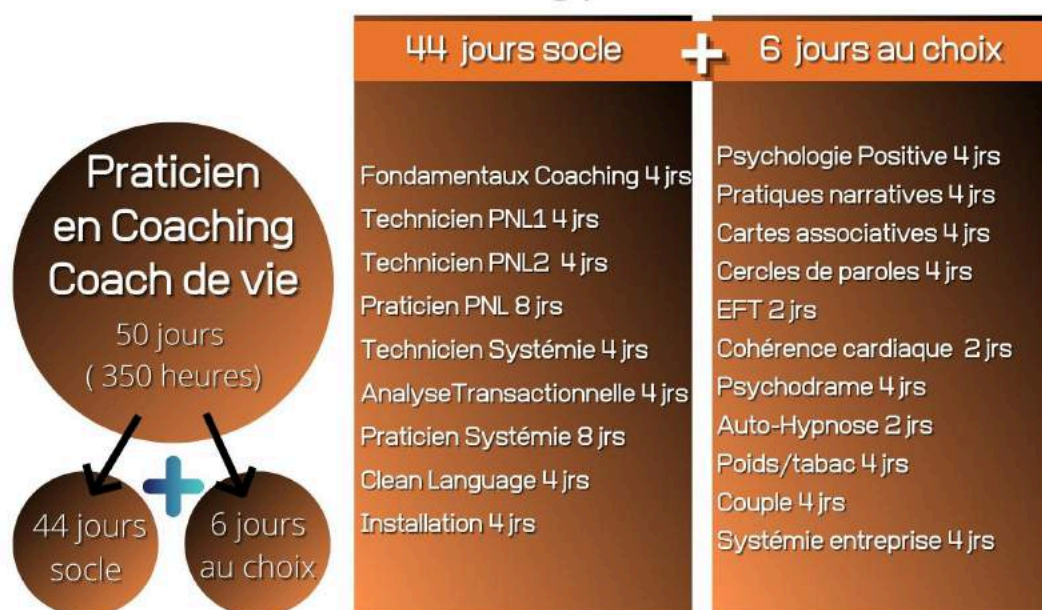 44 jours socle + 6 jours au choix
Praticien
en Coaching
Coach de vie
50 jours
( 350 heures)
44 jours
socle
+
6 jours
au choix
Fondamentaux Coaching 4 jrs
Technicien PNL1 4 jrs
Technicien PNL2 4 jrs
Praticien PNL 8 jrs
Technicien Systémie 4 jrs
AnalyseTransactionnelle 4 jrs
Praticien Systémie 8 jrs
Clean Language 4 jrs
Installation 4 jrs
Psychologie Positive 4 jrs
Pratiques narratives 4 jrs
Cartes associatives 4 jrs
Cercles de paroles 4 jrs
EFT 2 jrs
Cohérence cardiaque 2 jrs
Psychodrame 4 jrs
Auto-Hypnose 2 jrs
Poids/tabac 4 jrs
Couple 4 jrs
Systémie entreprise 4 jrs